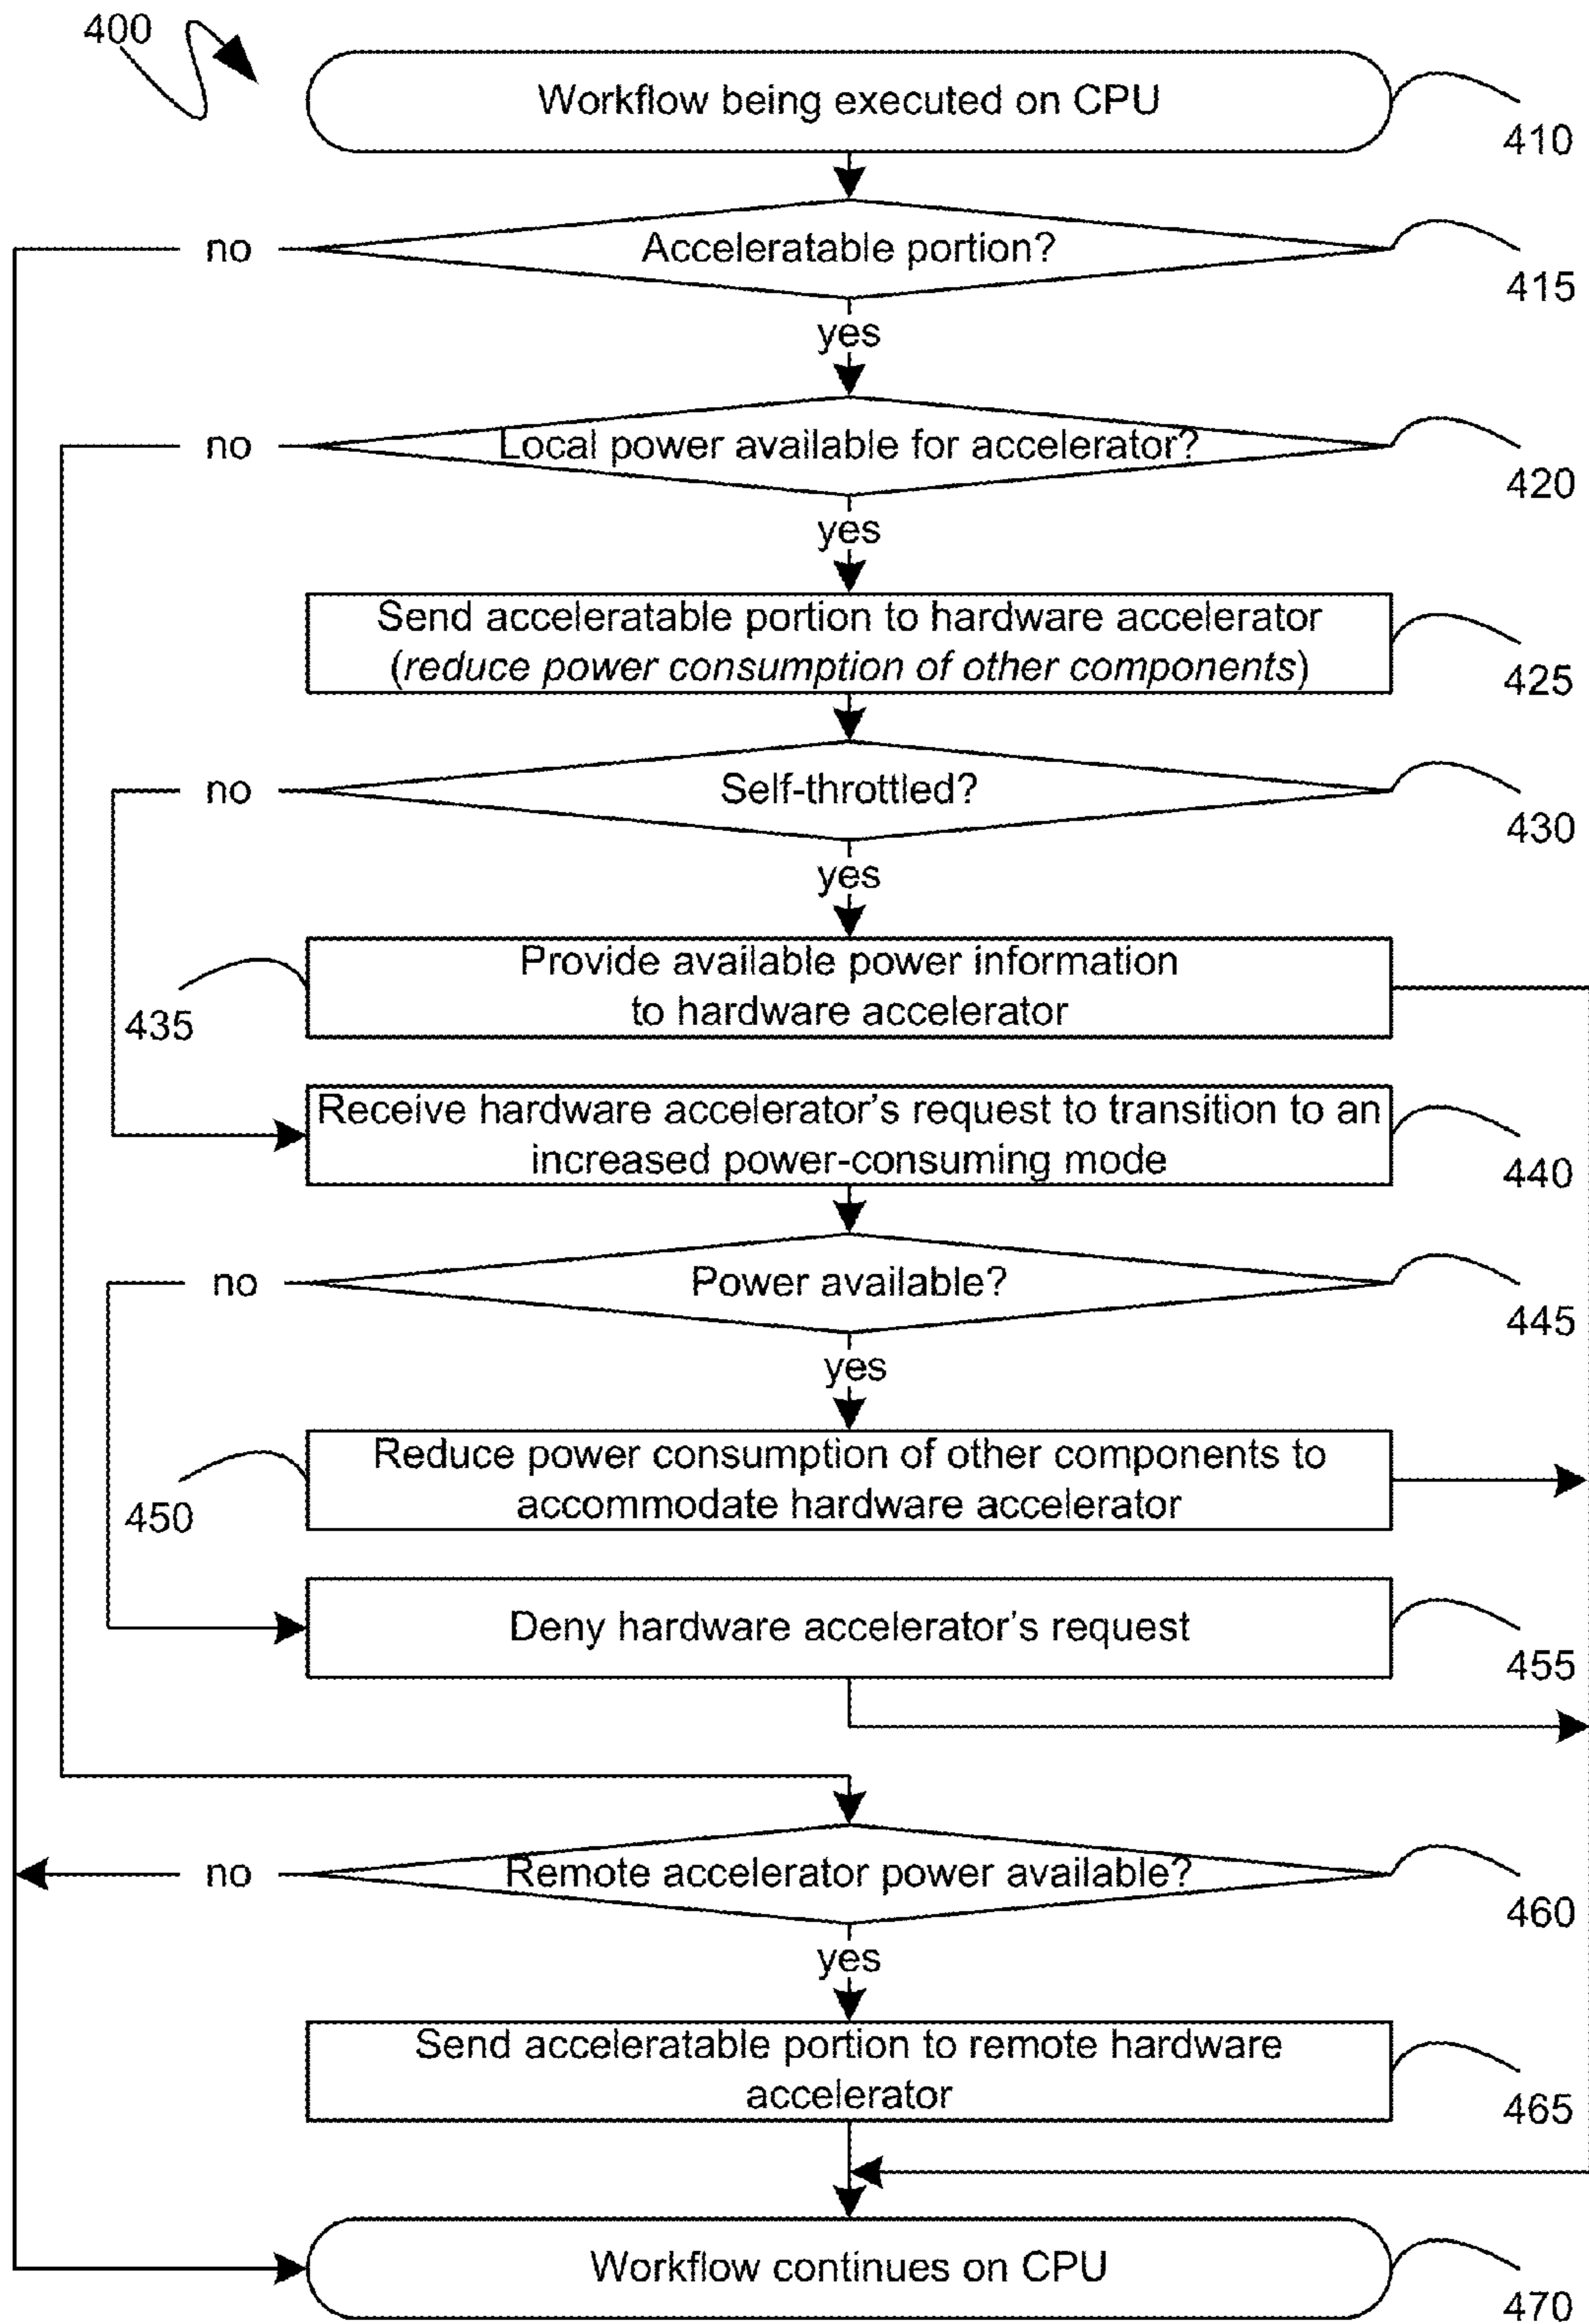 400
Workflow being executed on CPU
410
no
Acceleratable portion?
415
yes
no
Local power available for accelerator?
420
yes
Send acceleratable portion to hardware accelerator
(reduce power consumption of other components)
425
no
Self-throttled?
430
yes
Provide available power information
to hardware accelerator
435
Receive hardware accelerator's request to transition to an
increased power-consuming mode
440
no
Power available?
445
yes
Reduce power consumption of other components to
accommodate hardware accelerator
450
Deny hardware accelerator's request
455
no
Remote accelerator power available?
460
yes
Send acceleratable portion to remote hardware
accelerator
465
Workflow continues on CPU
470